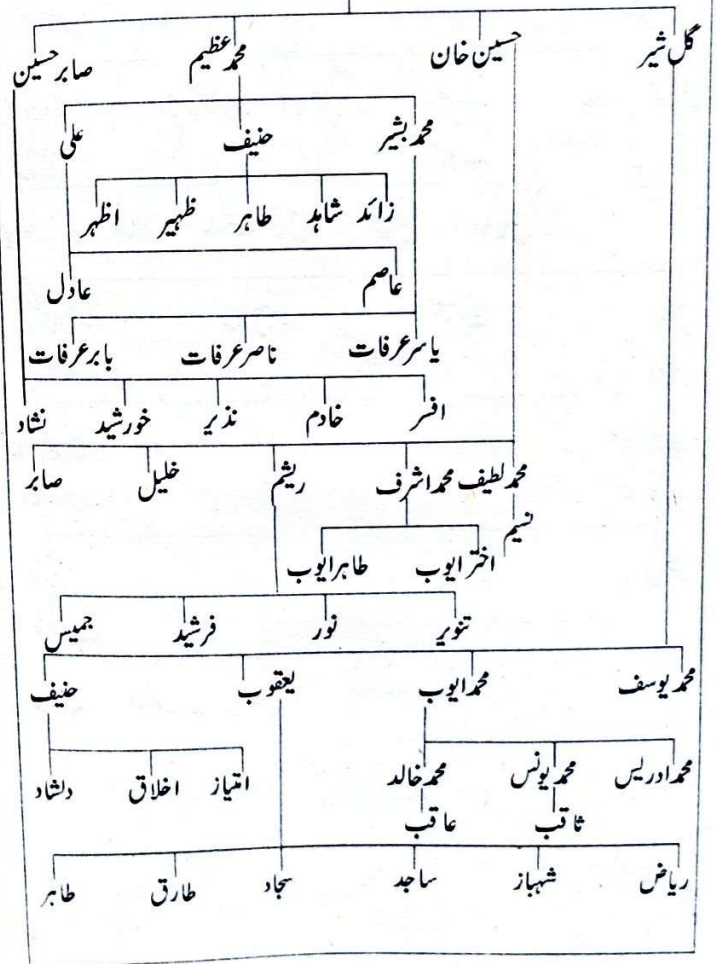 گل شیر حسین خان محمد عظیم صابر حسین
محمد بشیر حنیف علی
زائد شاہد طاہر ظہیر اظہر
عاصم عادل
یاسر عرفات ناصر عرفات بابر عرفات
افسر خادم نذیر خورشید نشاد
محمد لطیف محمد اشرف ریشم خلیل صابر
نسیم
اختر ایوب طاہر ایوب
تنویر نور فرشید جمیس
محمد یوسف محمد ایوب یعقوب حنیف
محمد ادریس محمد یونس محمد خالد امتیاز اخلاق دلشاد
ثاقب عاقب
ریاض شہباز ساجد سجاد طارق طاہر